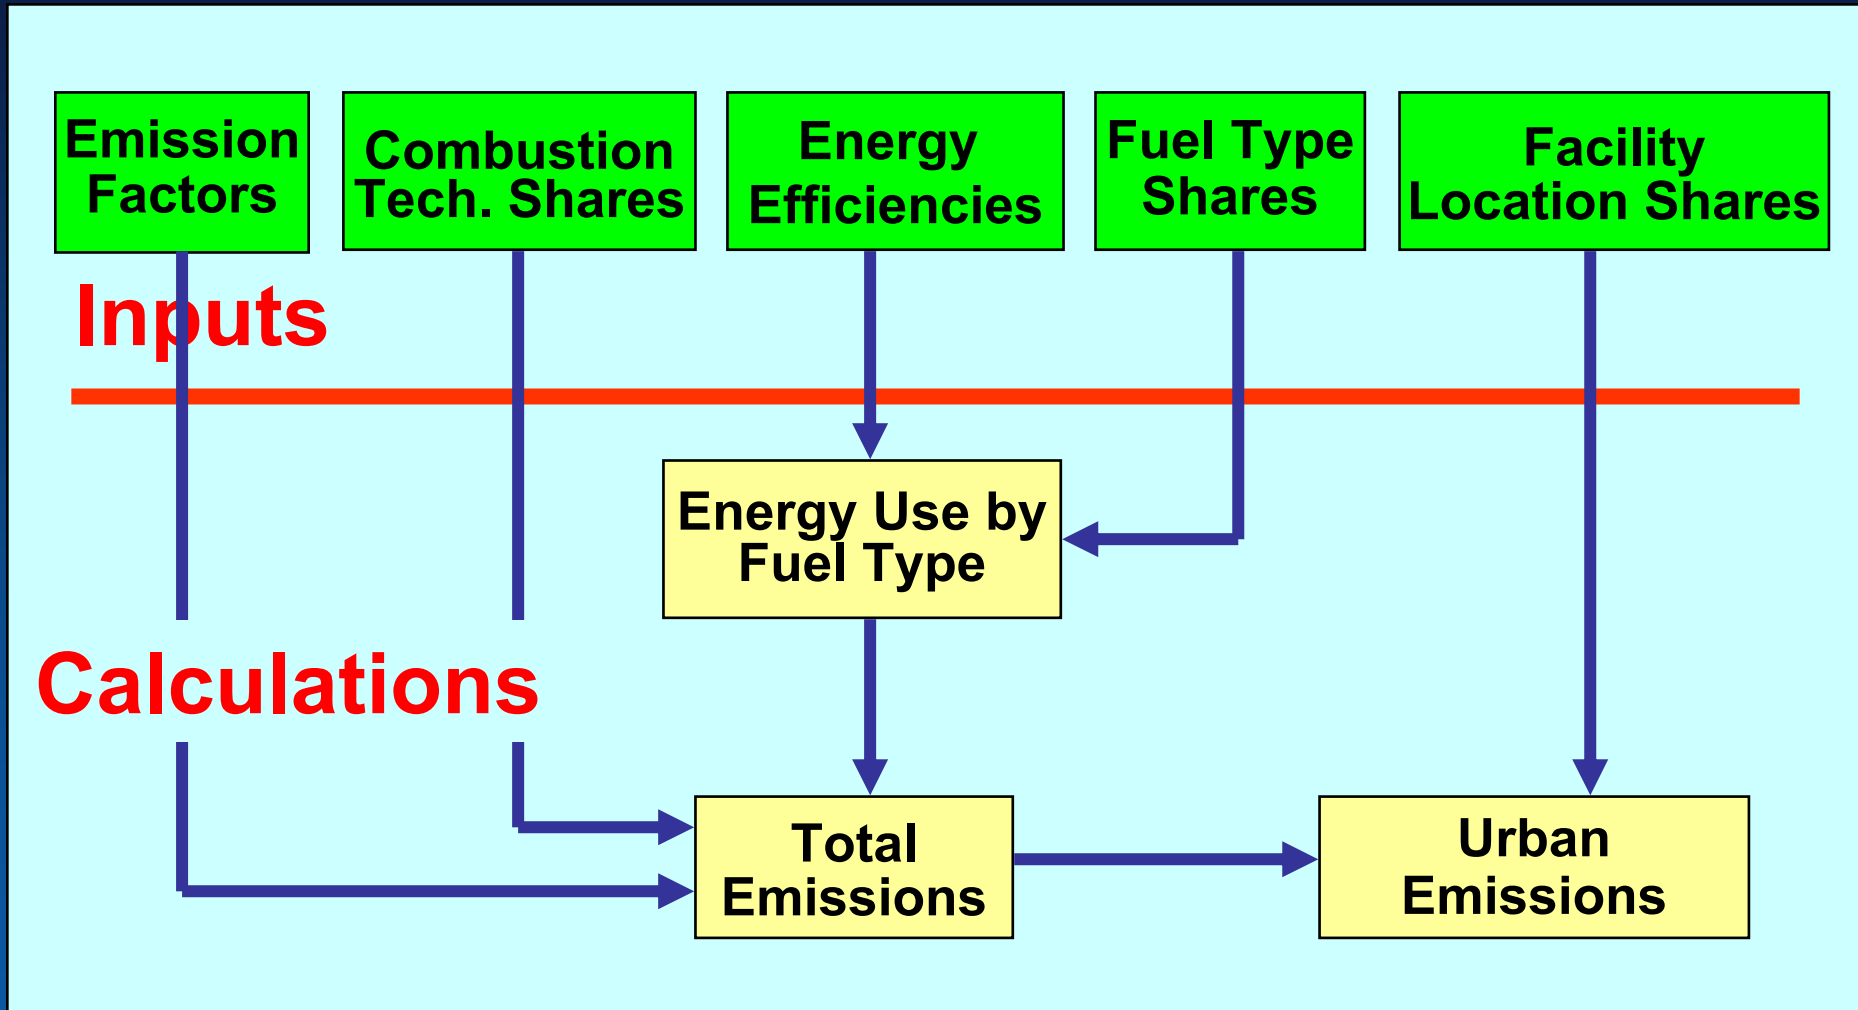 Emission
Factors
Combustion
Tech. Shares
Energy
Efficiencies
Fuel Type
Shares
Facility
Location Shares
Inputs
Energy Use by
Fuel Type
Calculations
Total
Emissions
Urban
Emissions